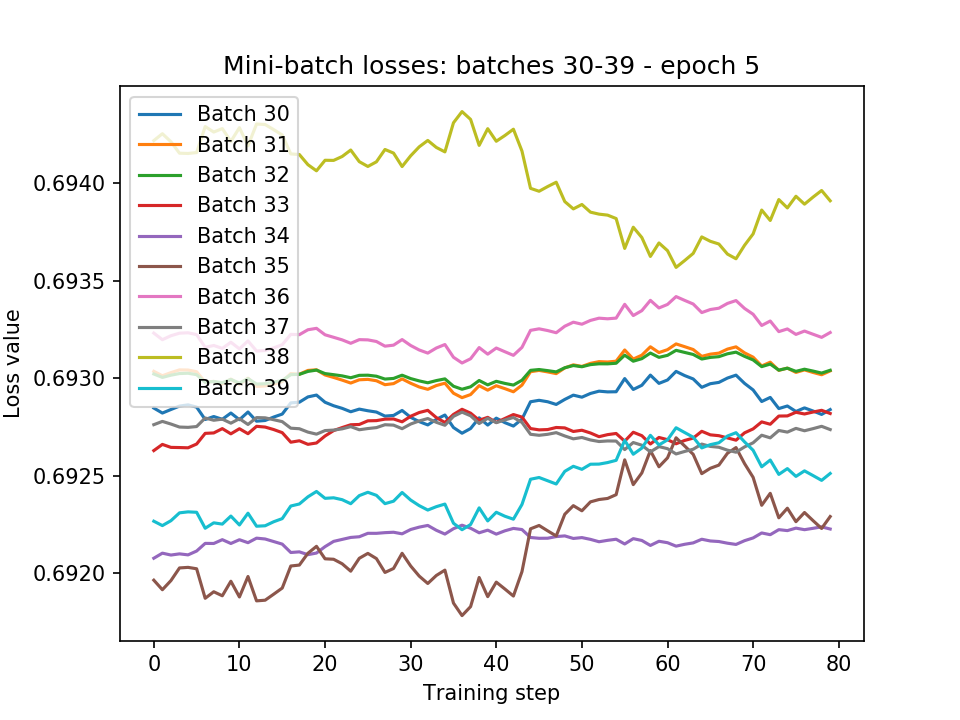 Mini-batch losses: batches 30-39 - epoch 5
Batch 30
Batch 31
Batch 32
Batch 33
Batch 34
Batch 35
Batch 36
Batch 37
Batch 38
Batch 39
0.6940
0.6935
0.6930
0.6925
0.6920
Loss value
0 10 20 30 40 50 60 70 80
Training step